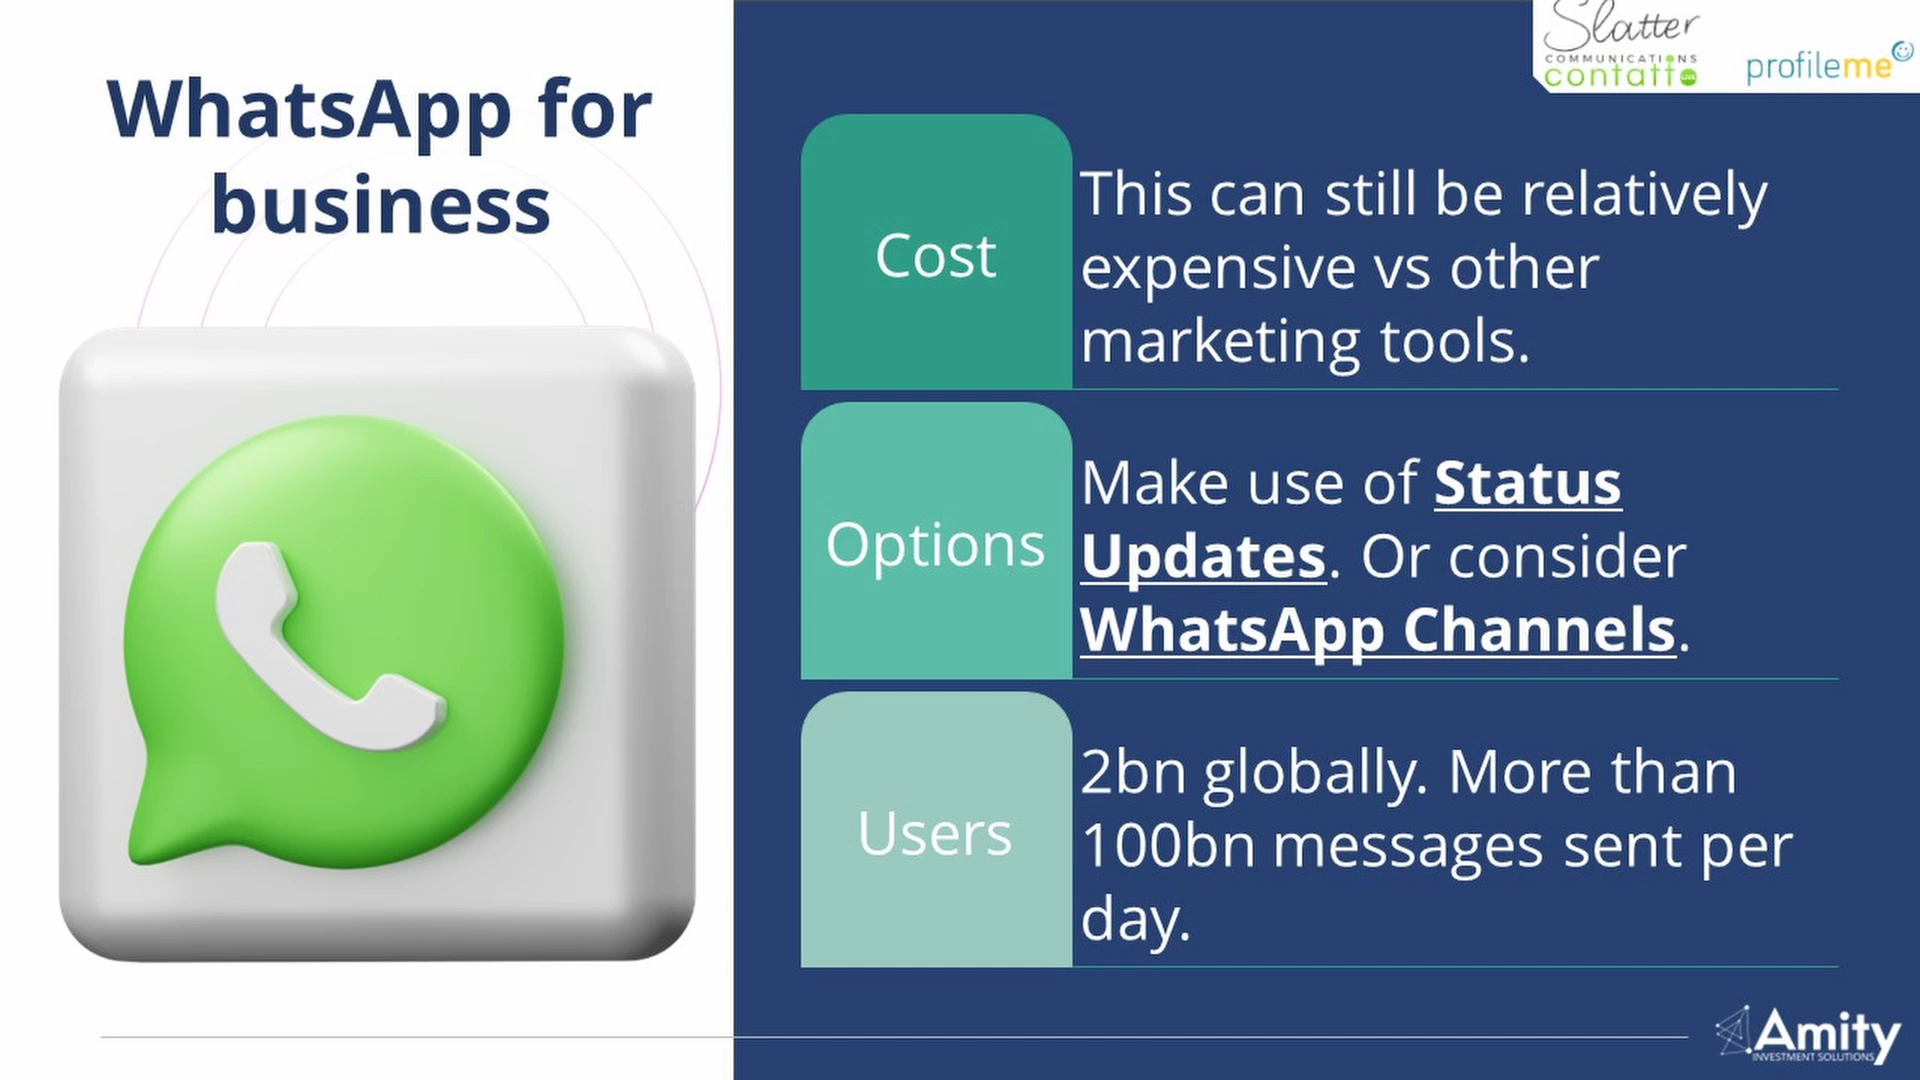 WhatsApp for
business
Slatter
COMMUNICATIONS
contatto
LIVE
profileme
Cost
This can still be relatively
expensive vs other
marketing tools.
Options
Make use of Status
Updates. Or consider
WhatsApp Channels.
Users
2bn globally. More than
100bn messages sent per
day.
Amity
INVESTMENT SOLUTIONS